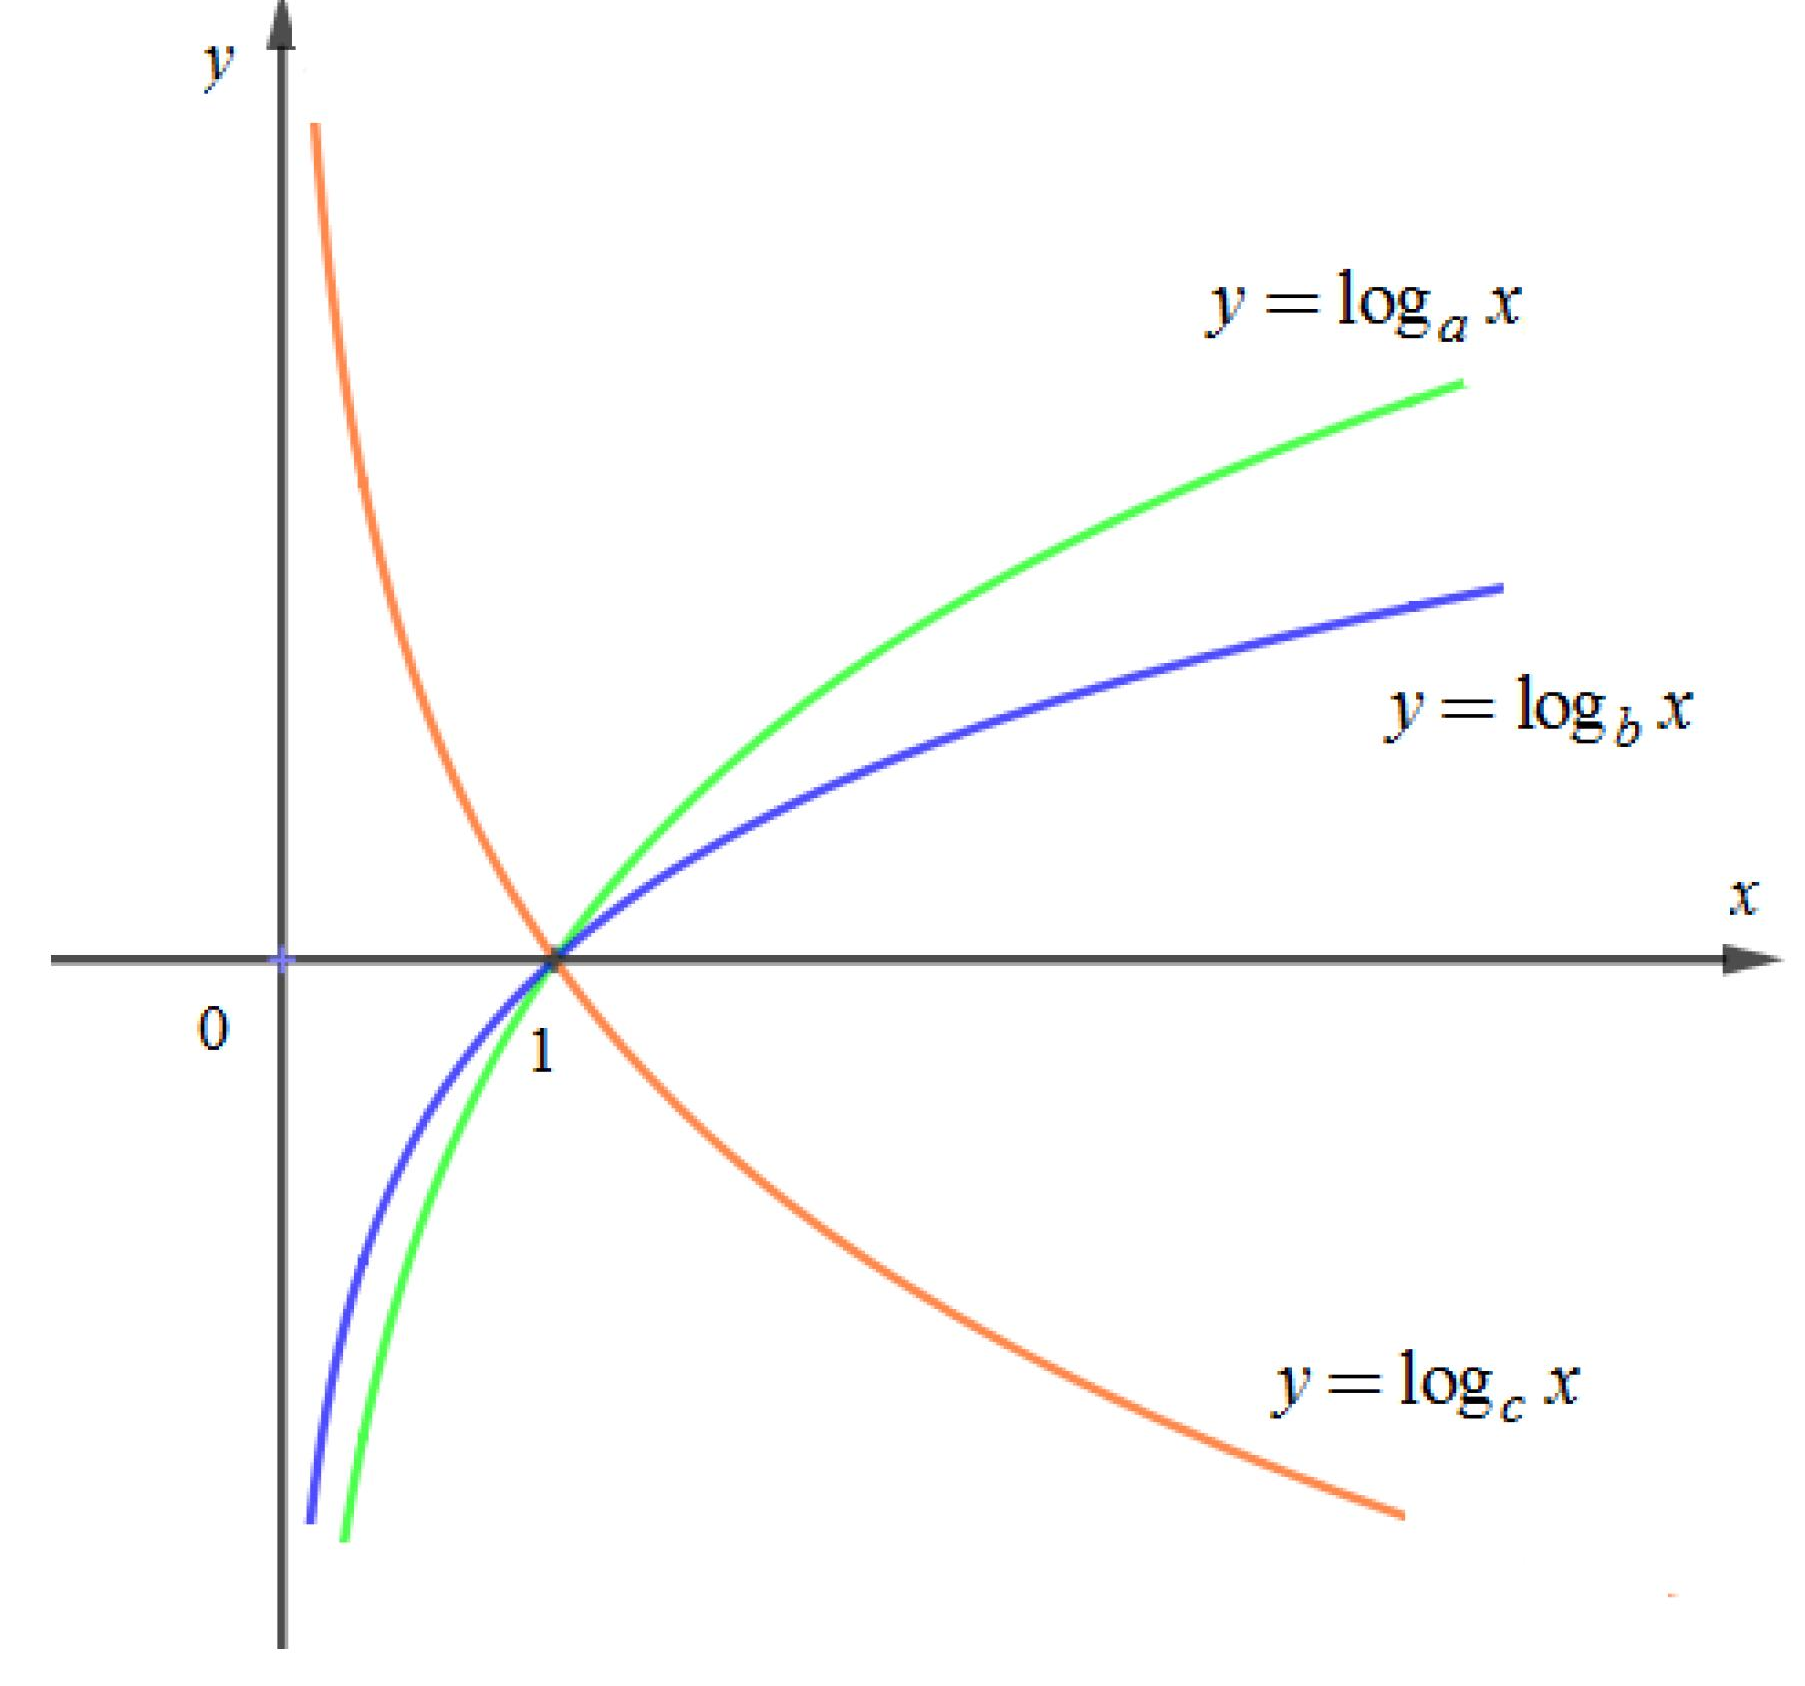 y
y = log_a x
y = log_b x
x
0
1
y = log_c x